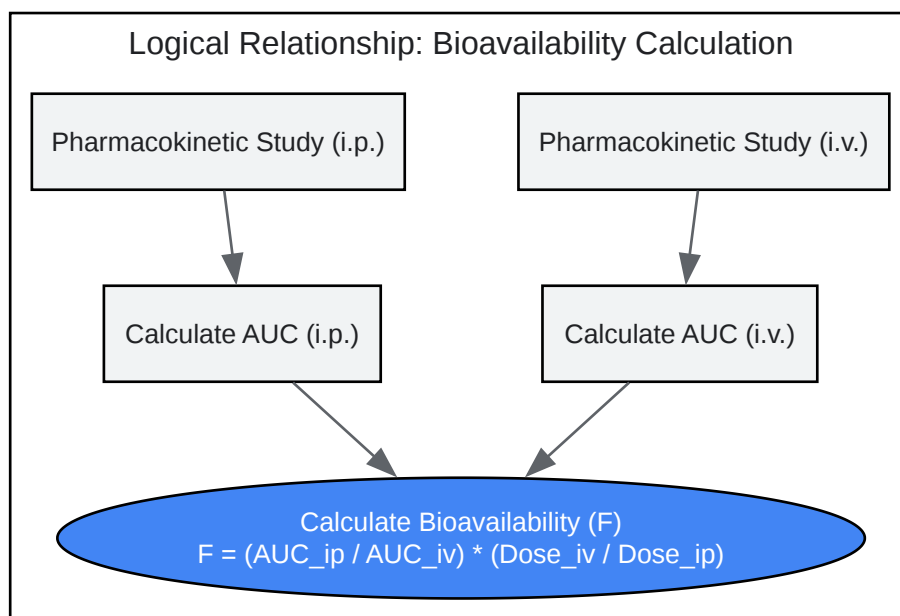 Logical Relationship: Bioavailability Calculation
Pharmacokinetic Study (i.p.)
Pharmacokinetic Study (i.v.)
Calculate AUC (i.p.)
Calculate AUC (i.v.)
Calculate Bioavailability (F)
F = (AUC_ip / AUC_iv) * (Dose_iv / Dose_ip)